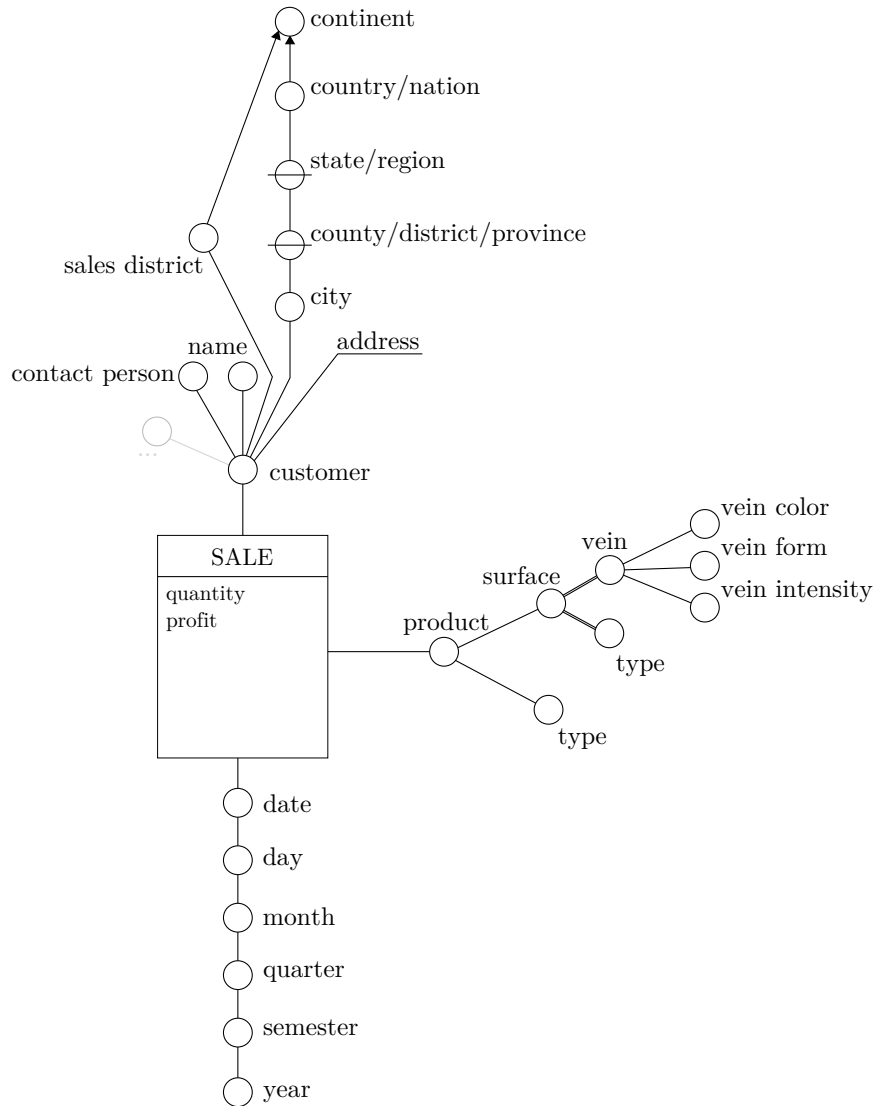 continent
country/nation
state/region
county/district/province
sales district
city
address
name
contact person
...
customer
SALE
quantity
profit
vein color
vein form
vein intensity
vein
surface
type
product
type
date
day
month
quarter
semester
year